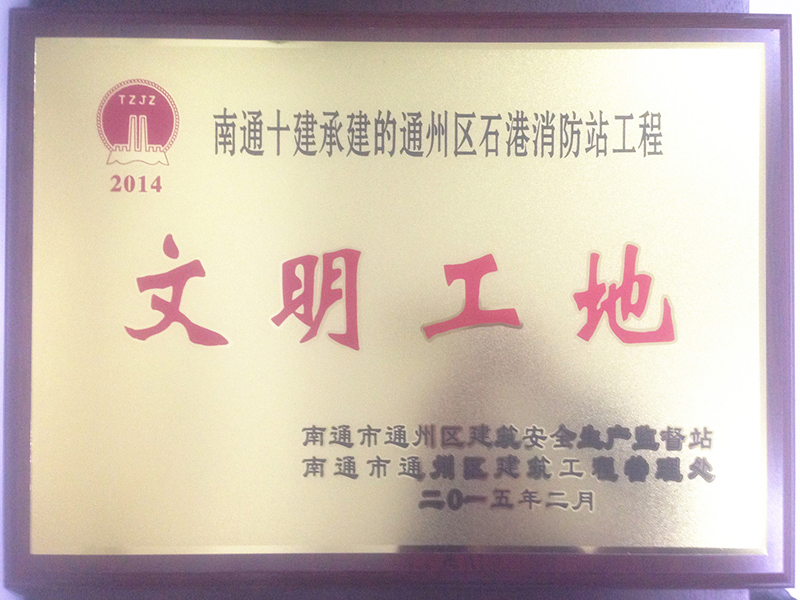 TZJZ
2014
南通十建承建的通州区石港消防站工程
文明工地
南通市通州区建筑安全生产监督站
南通市通州区建筑工程管理处
二〇一五年二月